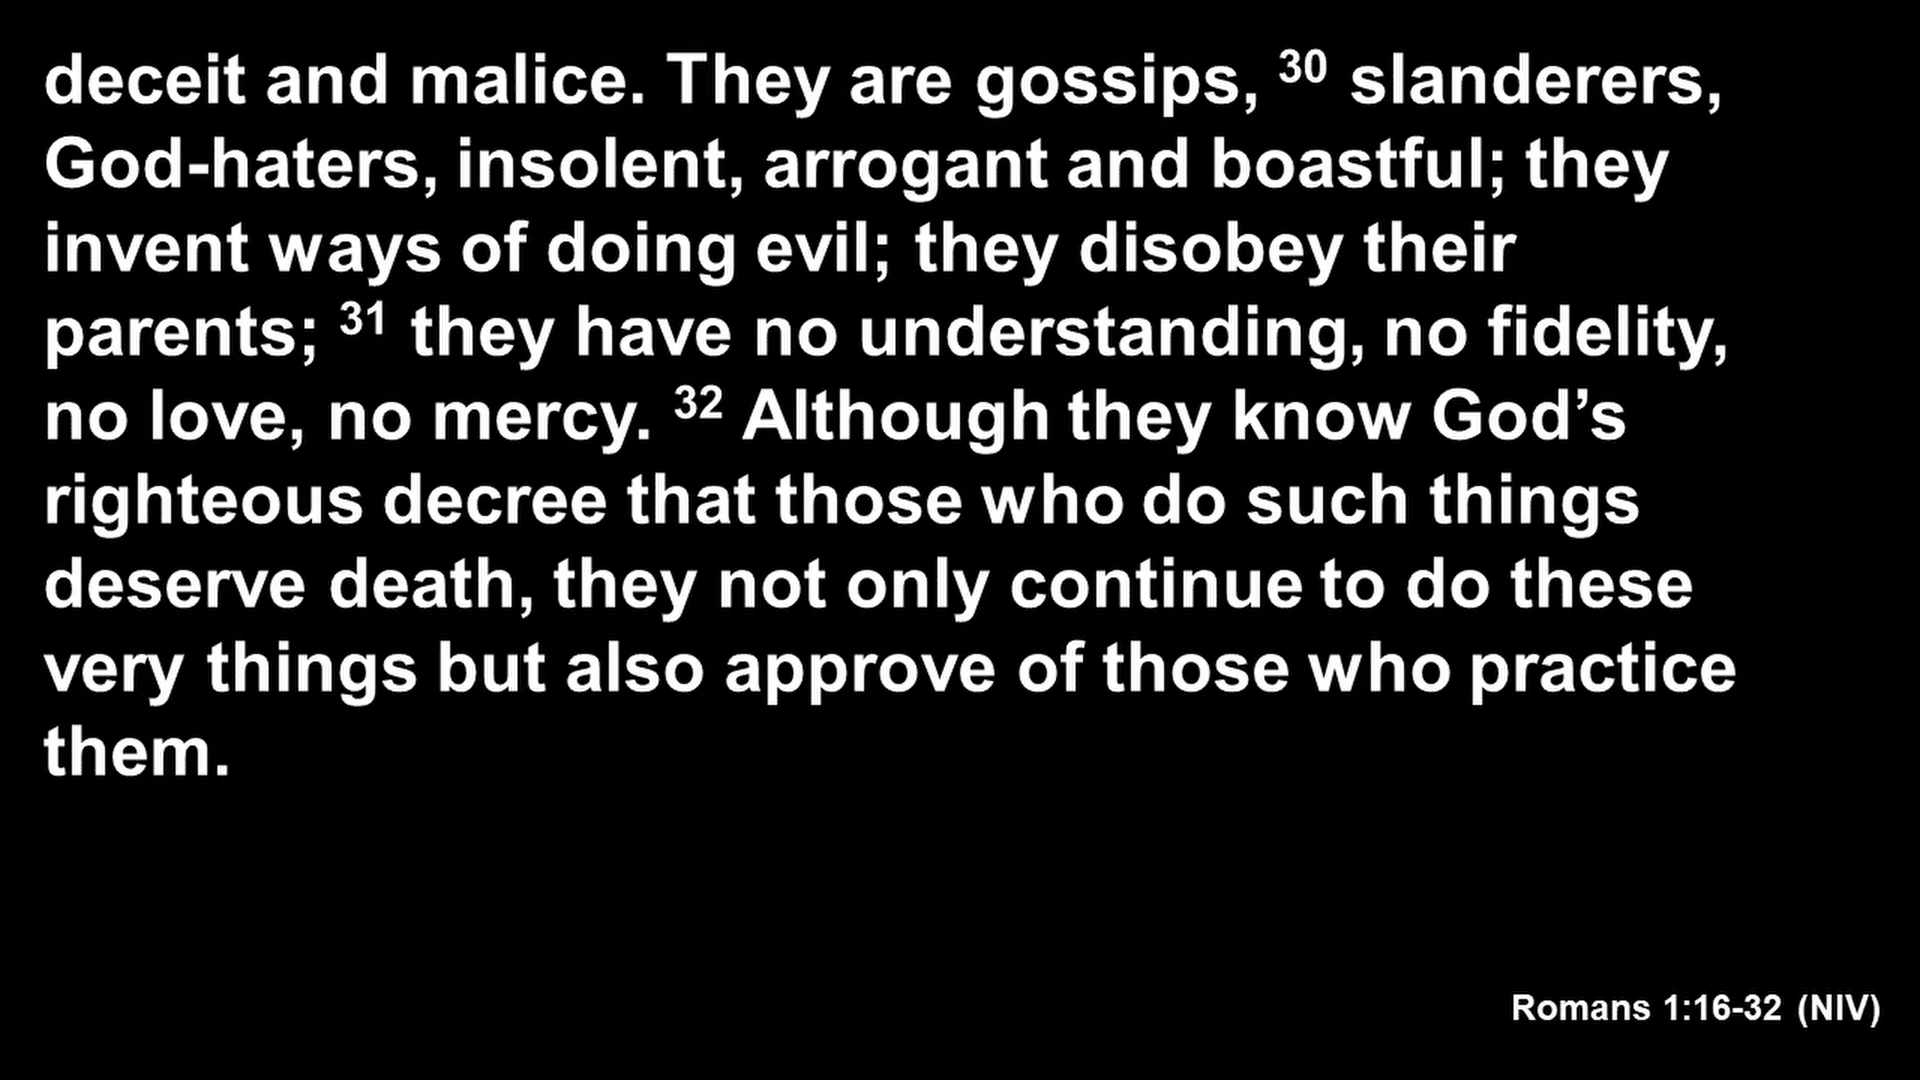 deceit and malice. They are gossips, 30 slanderers,
God-haters, insolent, arrogant and boastful; they
invent ways of doing evil; they disobey their
parents; 31 they have no understanding, no fidelity,
no love, no mercy. 32 Although they know God’s
righteous decree that those who do such things
deserve death, they not only continue to do these
very things but also approve of those who practice
them.
Romans 1:16-32 (NIV)